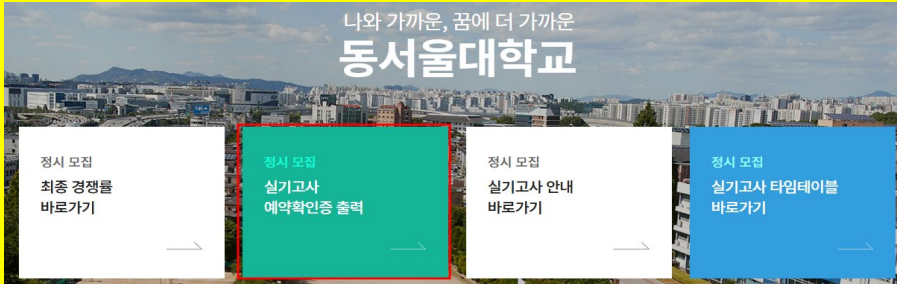 나와 가까운, 꿈에 더 가까운
동서울대학교
정시 모집
최종 경쟁률
바로가기
정시 모집
실기고사
예약확인증 출력
정시 모집
실기고사 안내
바로가기
정시 모집
실기고사 타임테이블
바로가기